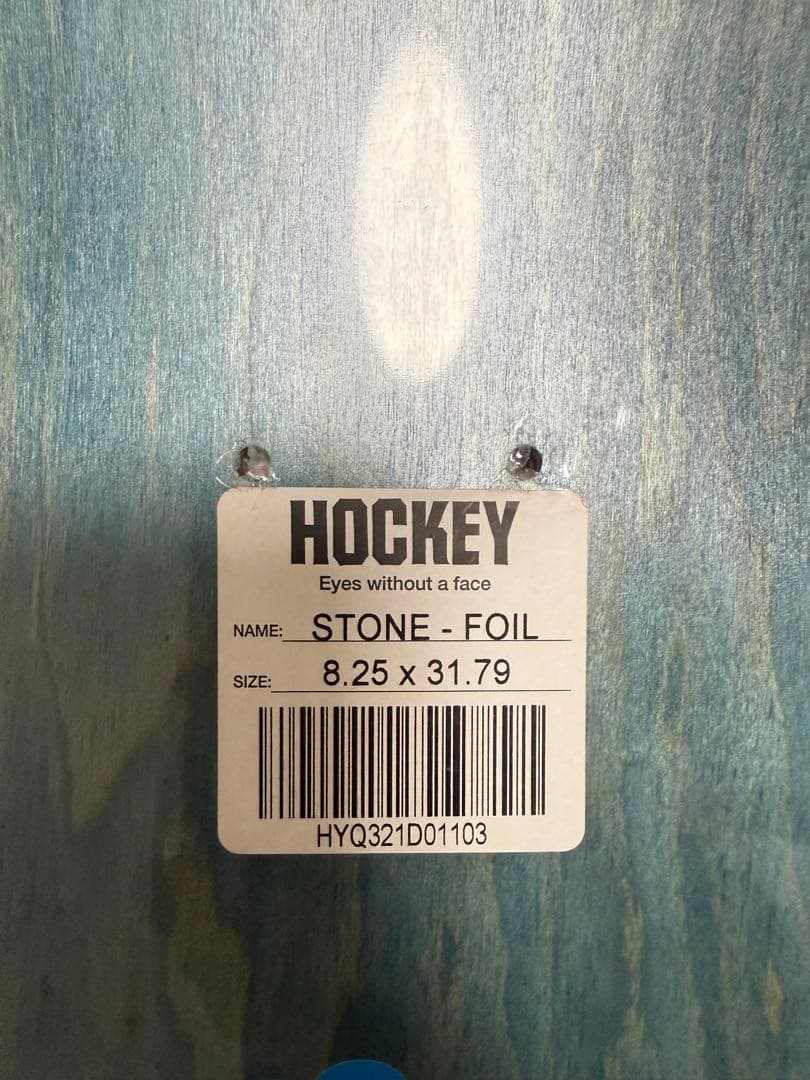 HOCKEY
Eyes without a face
NAME: STONE - FOIL
SIZE: 8.25 x 31.79
HYQ321D01103